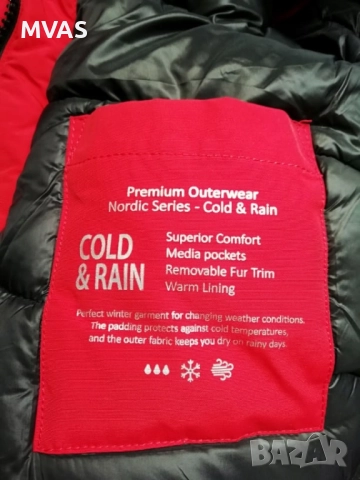 MVAS
Premium Outerwear
Nordic Series - Cold & Rain
COLD
& RAIN
Superior Comfort
Media pockets
Removable Fur Trim
Warm Lining
Perfect winter garment for changing weather conditions.
The padding protects against cold temperatures,
and the outer fabric keeps you dry on rainy days.
BAZAR